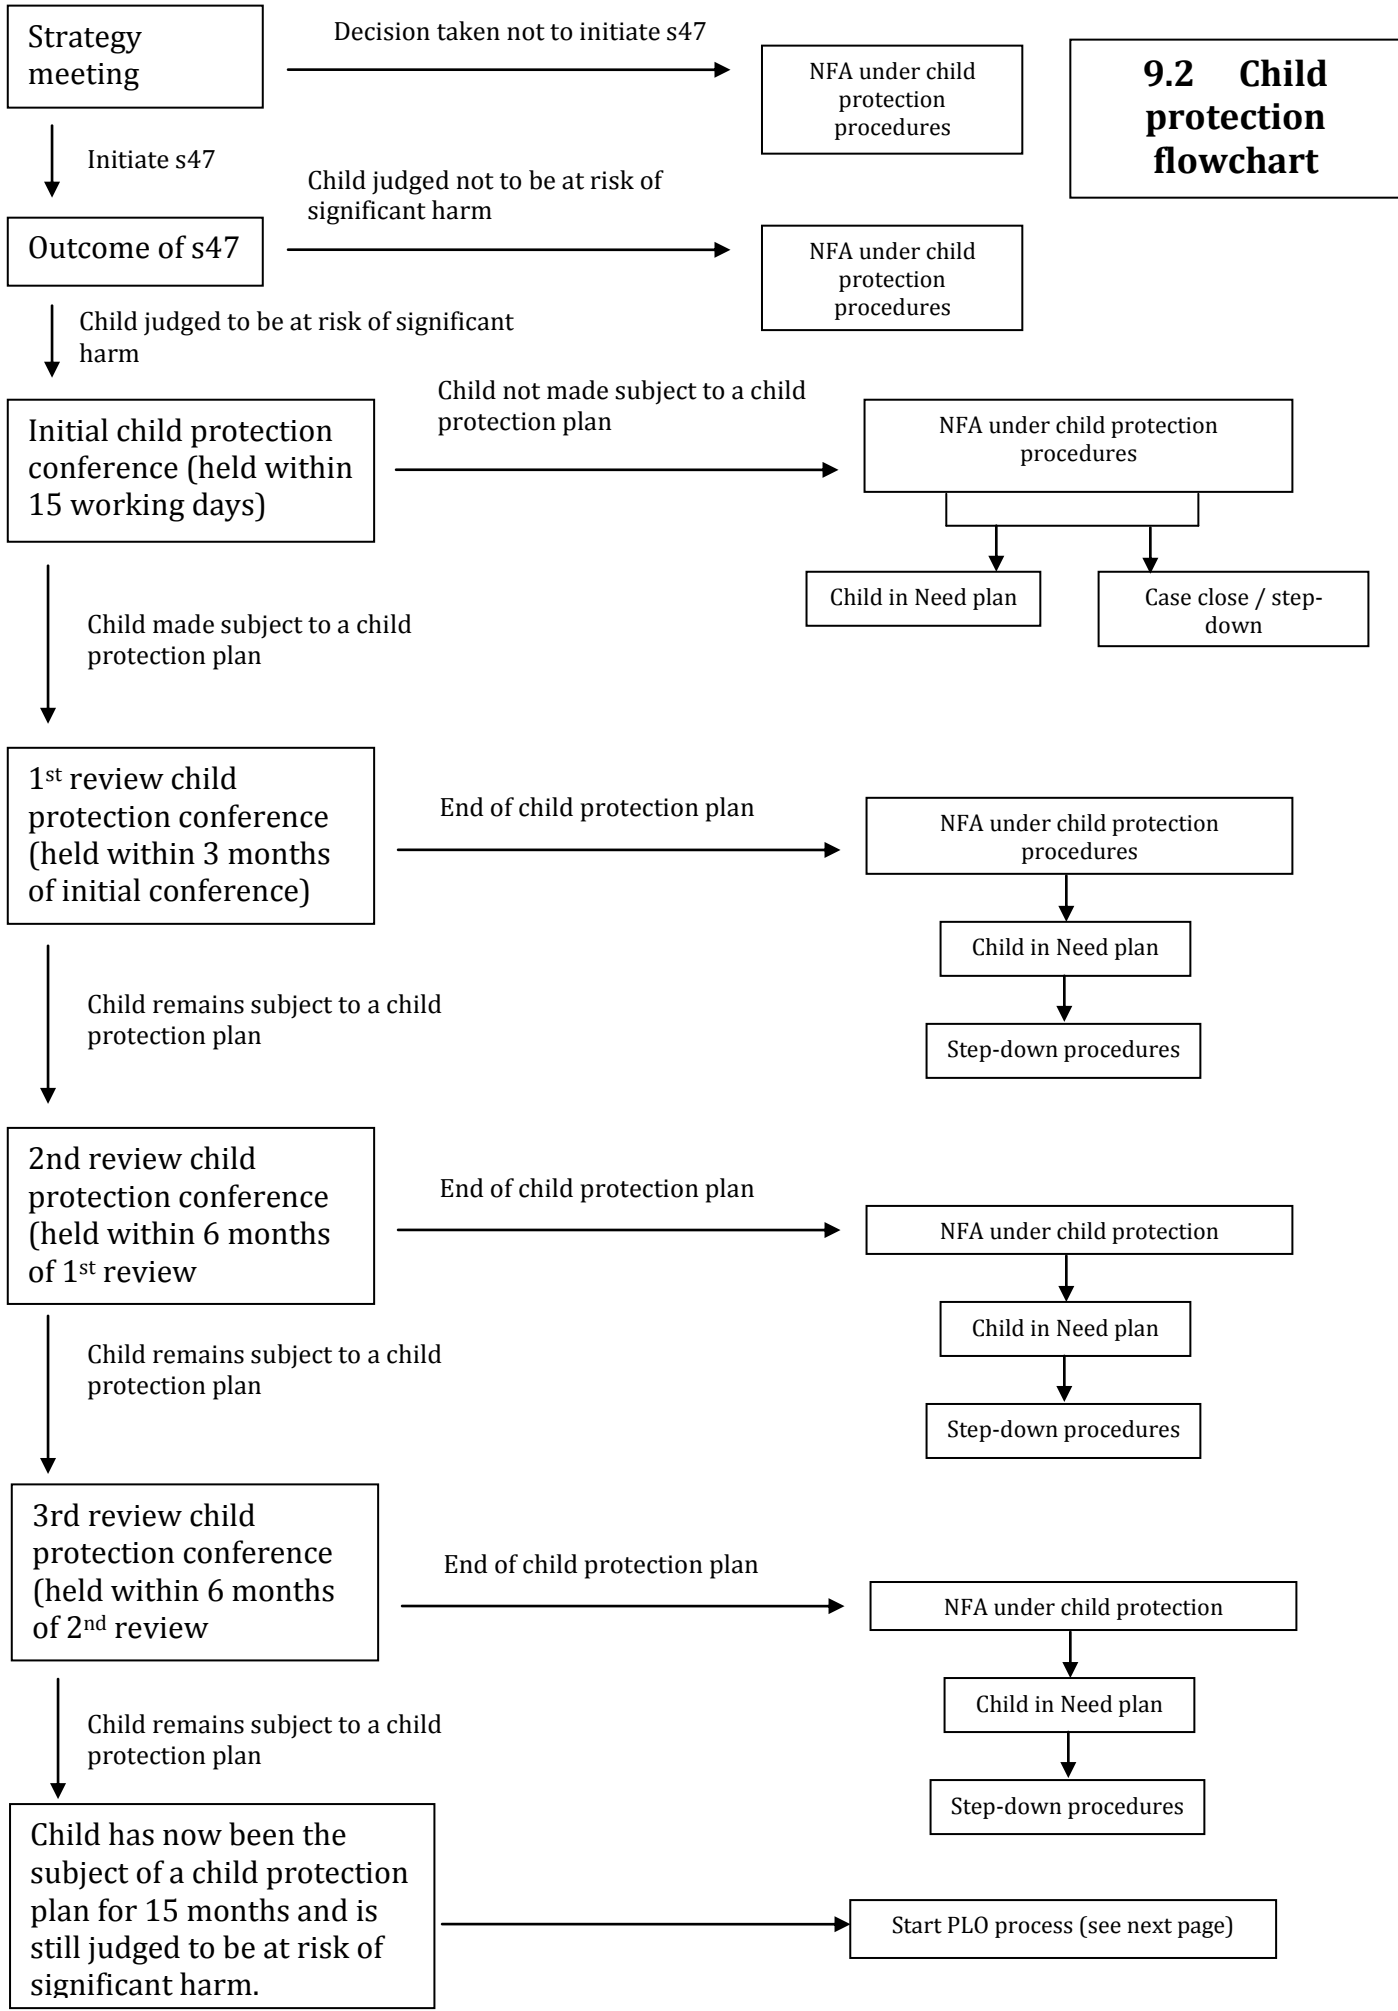 Strategy
meeting
Decision taken not to initiate s47
NFA under child
protection
procedures
9.2 Child
protection
flowchart
Initiate s47
Child judged not to be at risk of
significant harm
Outcome of s47
NFA under child
protection
procedures
Child judged to be at risk of significant
harm
Initial child protection
conference (held within
15 working days)
Child not made subject to a child
protection plan
NFA under child protection
procedures
Child in Need plan
Case close / step-
down
Child made subject to a child
protection plan
1st review child
protection conference
(held within 3 months
of initial conference)
End of child protection plan
NFA under child protection
procedures
Child in Need plan
Step-down procedures
Child remains subject to a child
protection plan
2nd review child
protection conference
(held within 6 months
of 1st review
End of child protection plan
NFA under child protection
Child in Need plan
Step-down procedures
Child remains subject to a child
protection plan
3rd review child
protection conference
(held within 6 months
of 2nd review
End of child protection plan
NFA under child protection
Child in Need plan
Step-down procedures
Child remains subject to a child
protection plan
Child has now been the
subject of a child protection
plan for 15 months and is
still judged to be at risk of
significant harm.
Start PLO process (see next page)